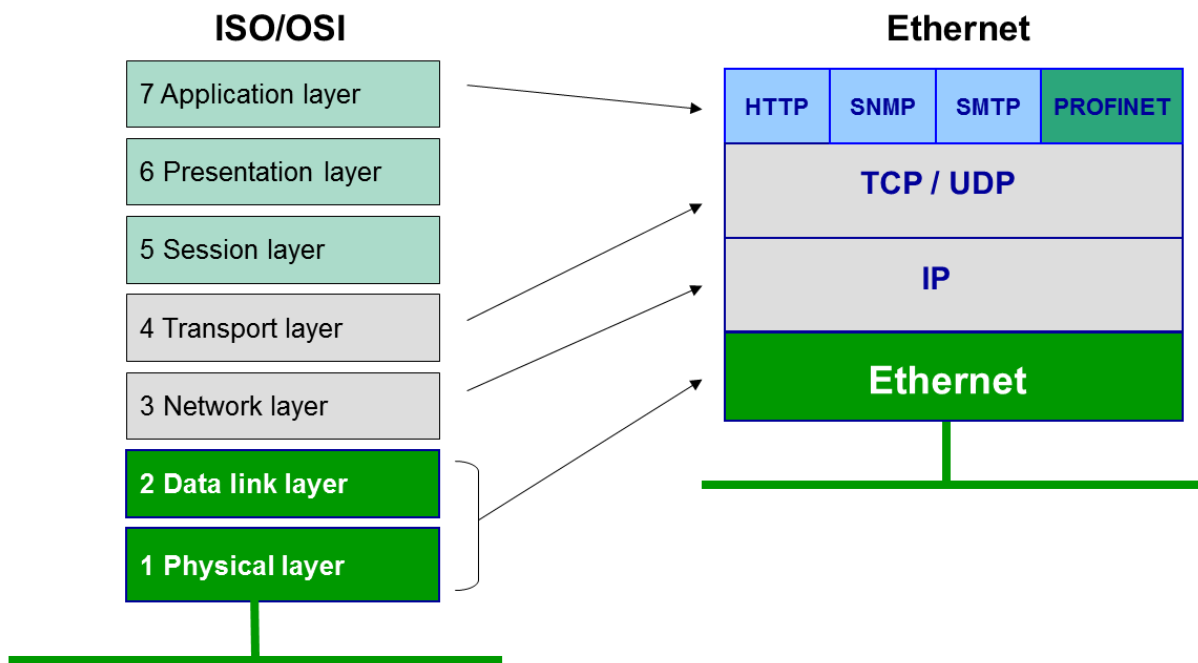 ISO/OSI
7 Application layer
6 Presentation layer
5 Session layer
4 Transport layer
3 Network layer
2 Data link layer
1 Physical layer
Ethernet
HTTP
SNMP
SMTP
PROFINET
TCP / UDP
IP
Ethernet